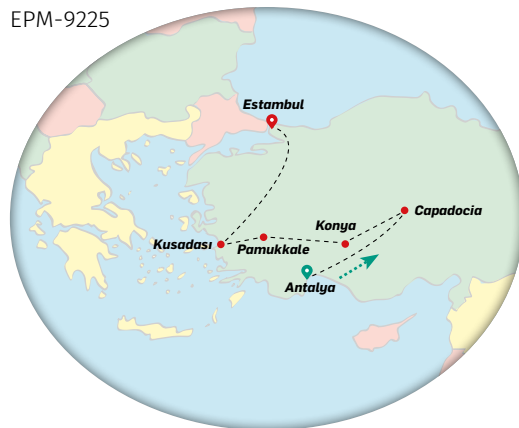 EPM-9225
Estambul
Capadocia
Konya
Kusadası
Pamukkale
Antalya